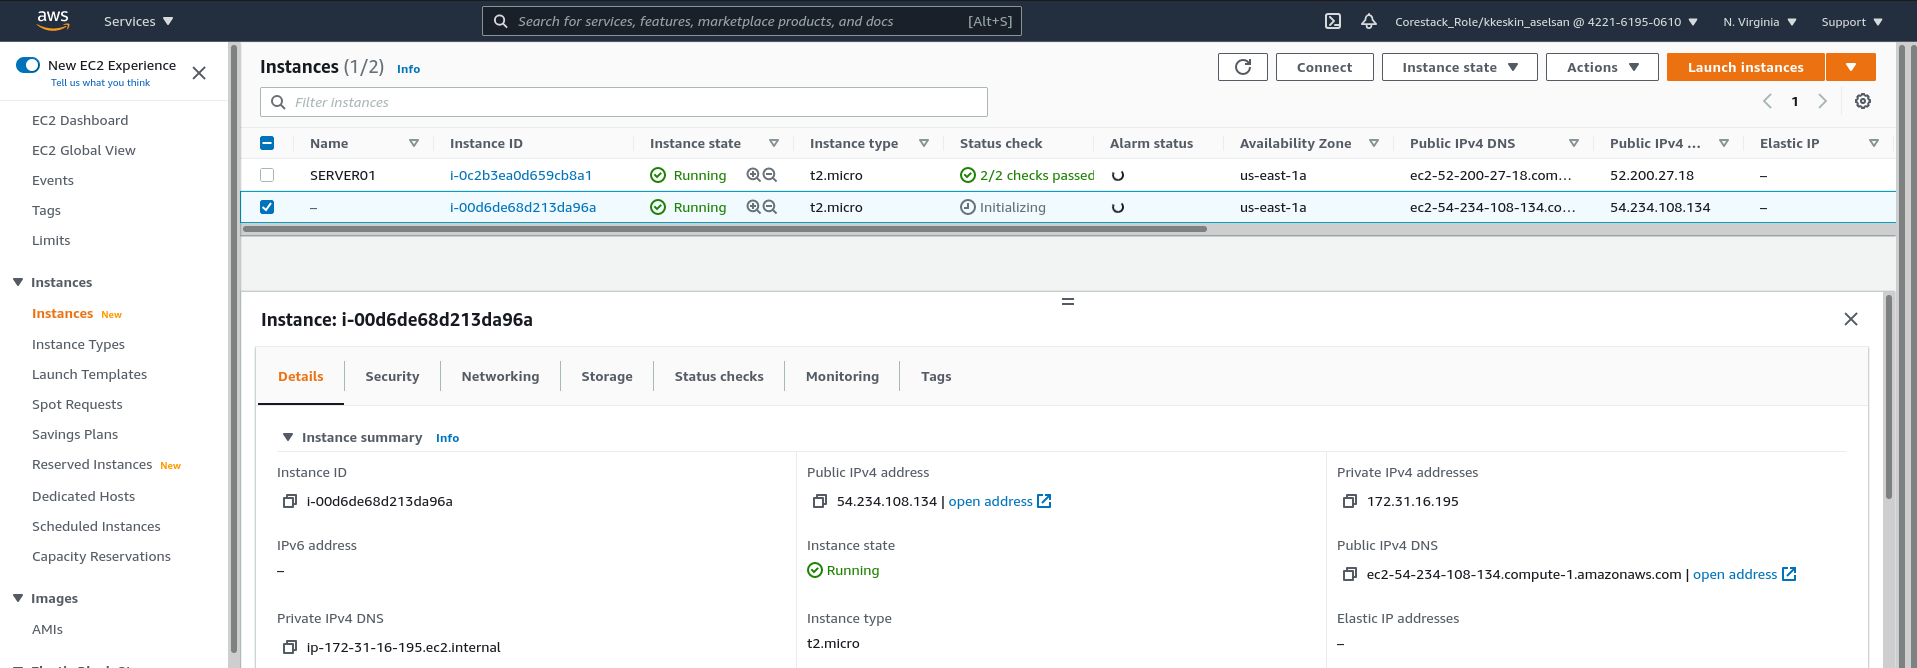 aws Services Search for services, features, marketplace products, and docs [Alt+S] Corestack_Role/kkeskin_aselsan @ 4221-6195-0610 N. Virginia Support
New EC2 Experience
Tell us what you think
EC2 Dashboard
EC2 Global View
Events
Tags
Limits
Instances
Instances New
Instance Types
Launch Templates
Spot Requests
Savings Plans
Reserved Instances New
Dedicated Hosts
Scheduled Instances
Capacity Reservations
Images
AMIs
Instances (1/2) Info Connect Instance state Actions Launch instances
Filter instances 1
Name Instance ID Instance state Instance type Status check Alarm status Availability Zone Public IPv4 DNS Public IPv4 ... Elastic IP
SERVER01 i-0c2b3ea0d659cb8a1 Running t2.micro 2/2 checks passed us-east-1a ec2-52-200-27-18.com... 52.200.27.18 –
– i-00d6de68d213da96a Running t2.micro Initializing us-east-1a ec2-54-234-108-134.co... 54.234.108.134 –
Instance: i-00d6de68d213da96a
Details Security Networking Storage Status checks Monitoring Tags
Instance summary Info
Instance ID Public IPv4 address Private IPv4 addresses
i-00d6de68d213da96a 54.234.108.134 | open address 172.31.16.195
IPv6 address Instance state Public IPv4 DNS
– Running ec2-54-234-108-134.compute-1.amazonaws.com | open address
Private IPv4 DNS Instance type Elastic IP addresses
ip-172-31-16-195.ec2.internal t2.micro –